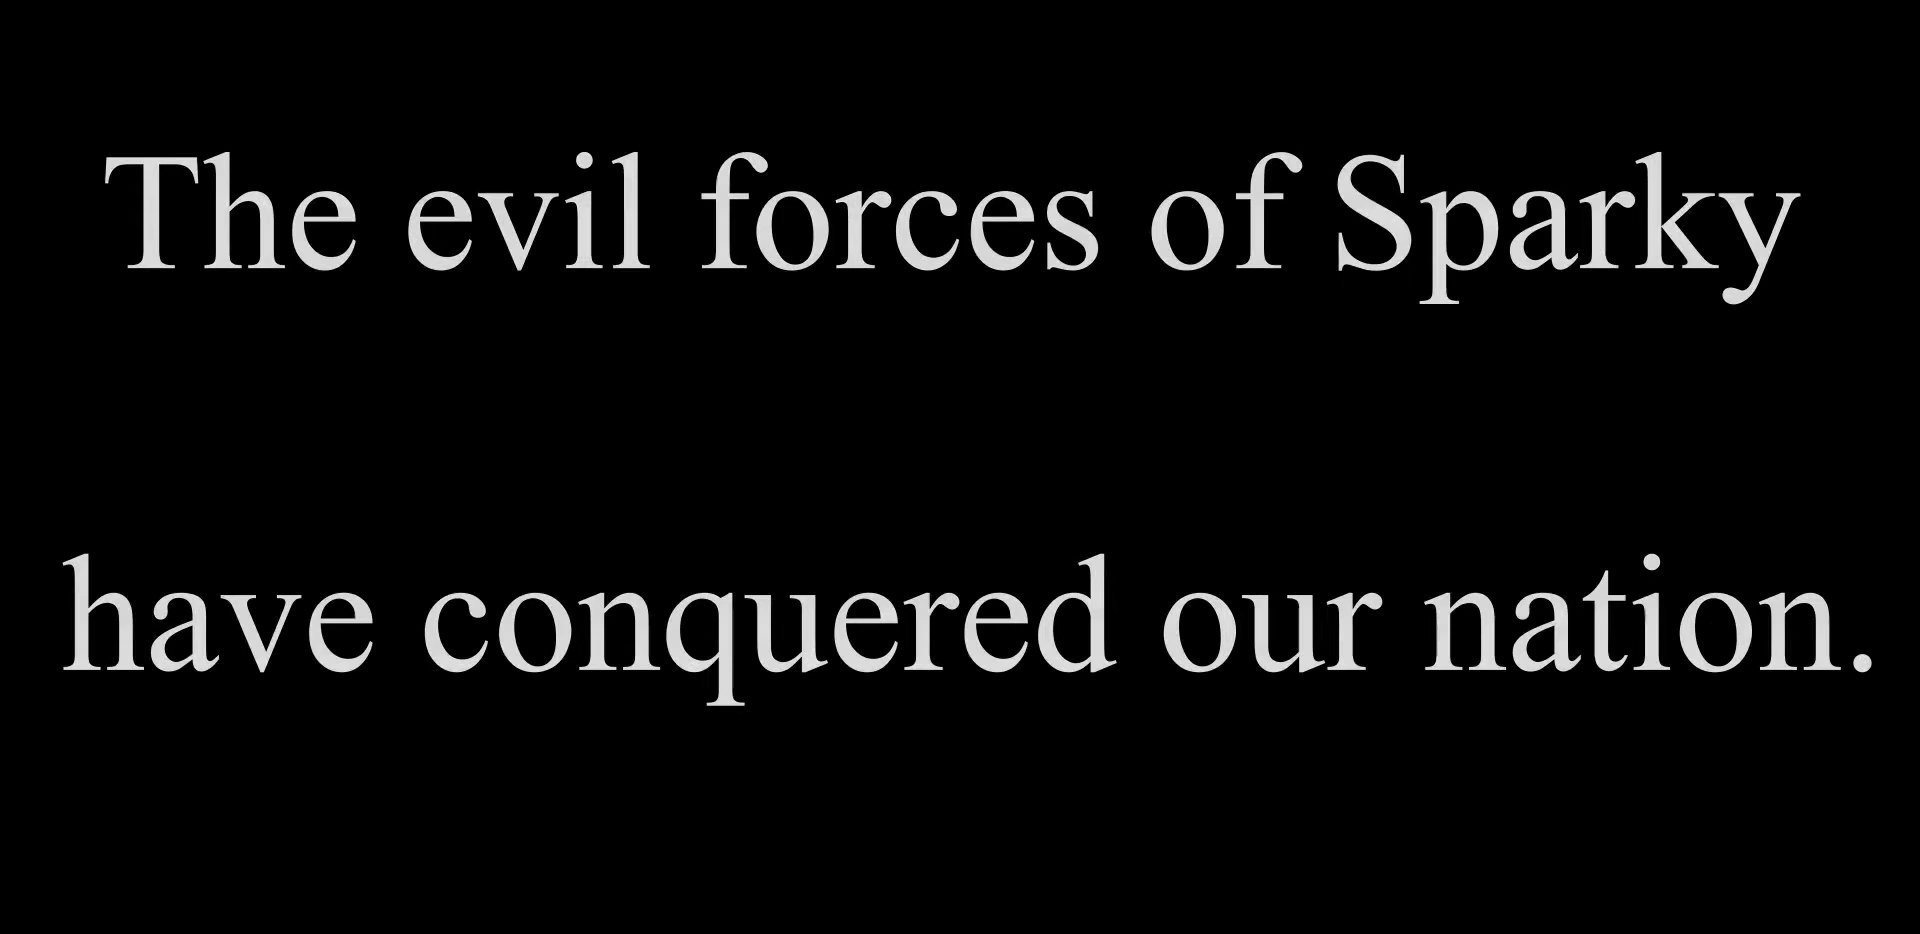 The evil forces of Sparky
have conquered our nation.